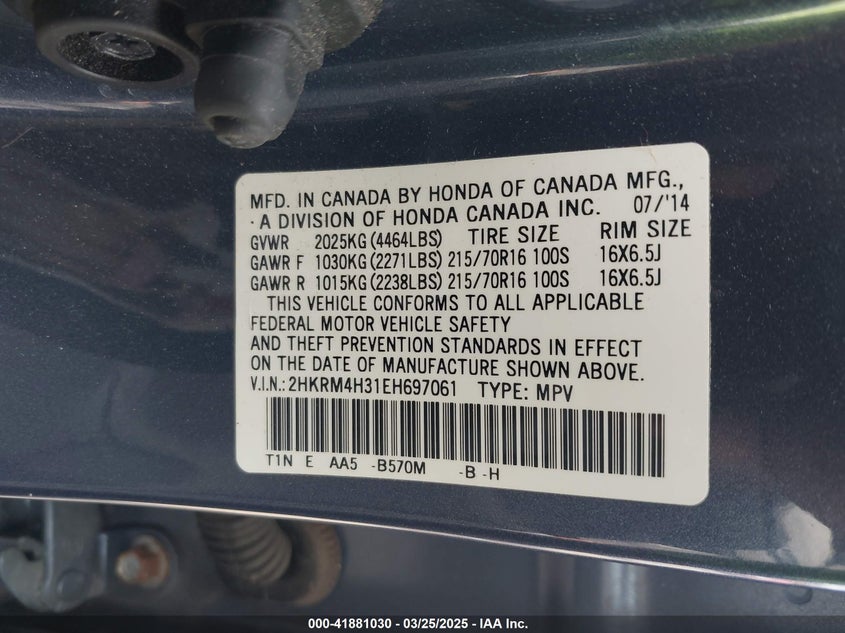 MFD. IN CANADA BY HONDA OF CANADA MFG.,
A DIVISION OF HONDA CANADA INC. 07/'14
GVWR 2025KG (4464LBS) TIRE SIZE RIM SIZE
GAWR F 1030KG (2271LBS) 215/70R16 100S 16X6.5J
GAWR R 1015KG (2238LBS) 215/70R16 100S 16X6.5J
THIS VEHICLE CONFORMS TO ALL APPLICABLE
FEDERAL MOTOR VEHICLE SAFETY
AND THEFT PREVENTION STANDARDS IN EFFECT
ON THE DATE OF MANUFACTURE SHOWN ABOVE.
V.I.N.: 2HKRM4H31EH697061 TYPE: MPV
T1N E AA5 -B570M -B -H
000-41881030 - 03/25/2025 - IAA Inc.